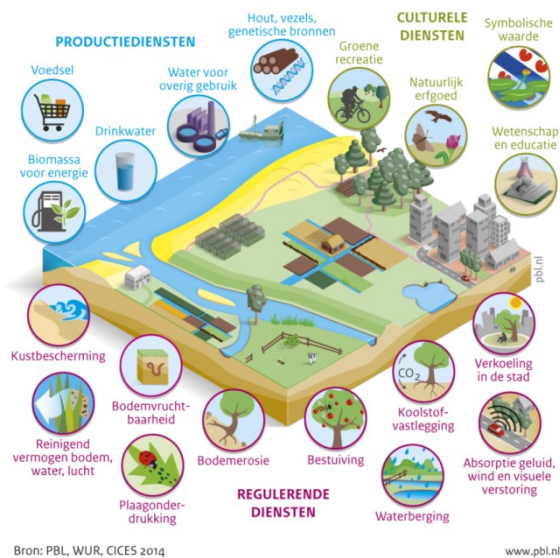 PRODUCTIEDIENSTEN
Voedsel
Drinkwater
Biomassa
voor energie
Water voor
overig gebruik
Hout, vezels,
genetische bronnen
CULTURELE
DIENSTEN
Groene
recreatie
Natuurlijk
erfgoed
Symbolische
waarde
Wetenschap
en educatie
pbl.nl
Kustbescherming
Reinigend
vermogen bodem,
water, lucht
Bodemvrucht-
baarheid
Plaagonder-
drukking
Bodemerosie
Bestuiving
REGULERENDE
DIENSTEN
CO2
Koolstof-
vastlegging
Waterberging
Verkoeling
in de stad
Absorptie geluid,
wind en visuele
verstoring
Bron: PBL, WUR, CICES 2014
www.pbl.nl